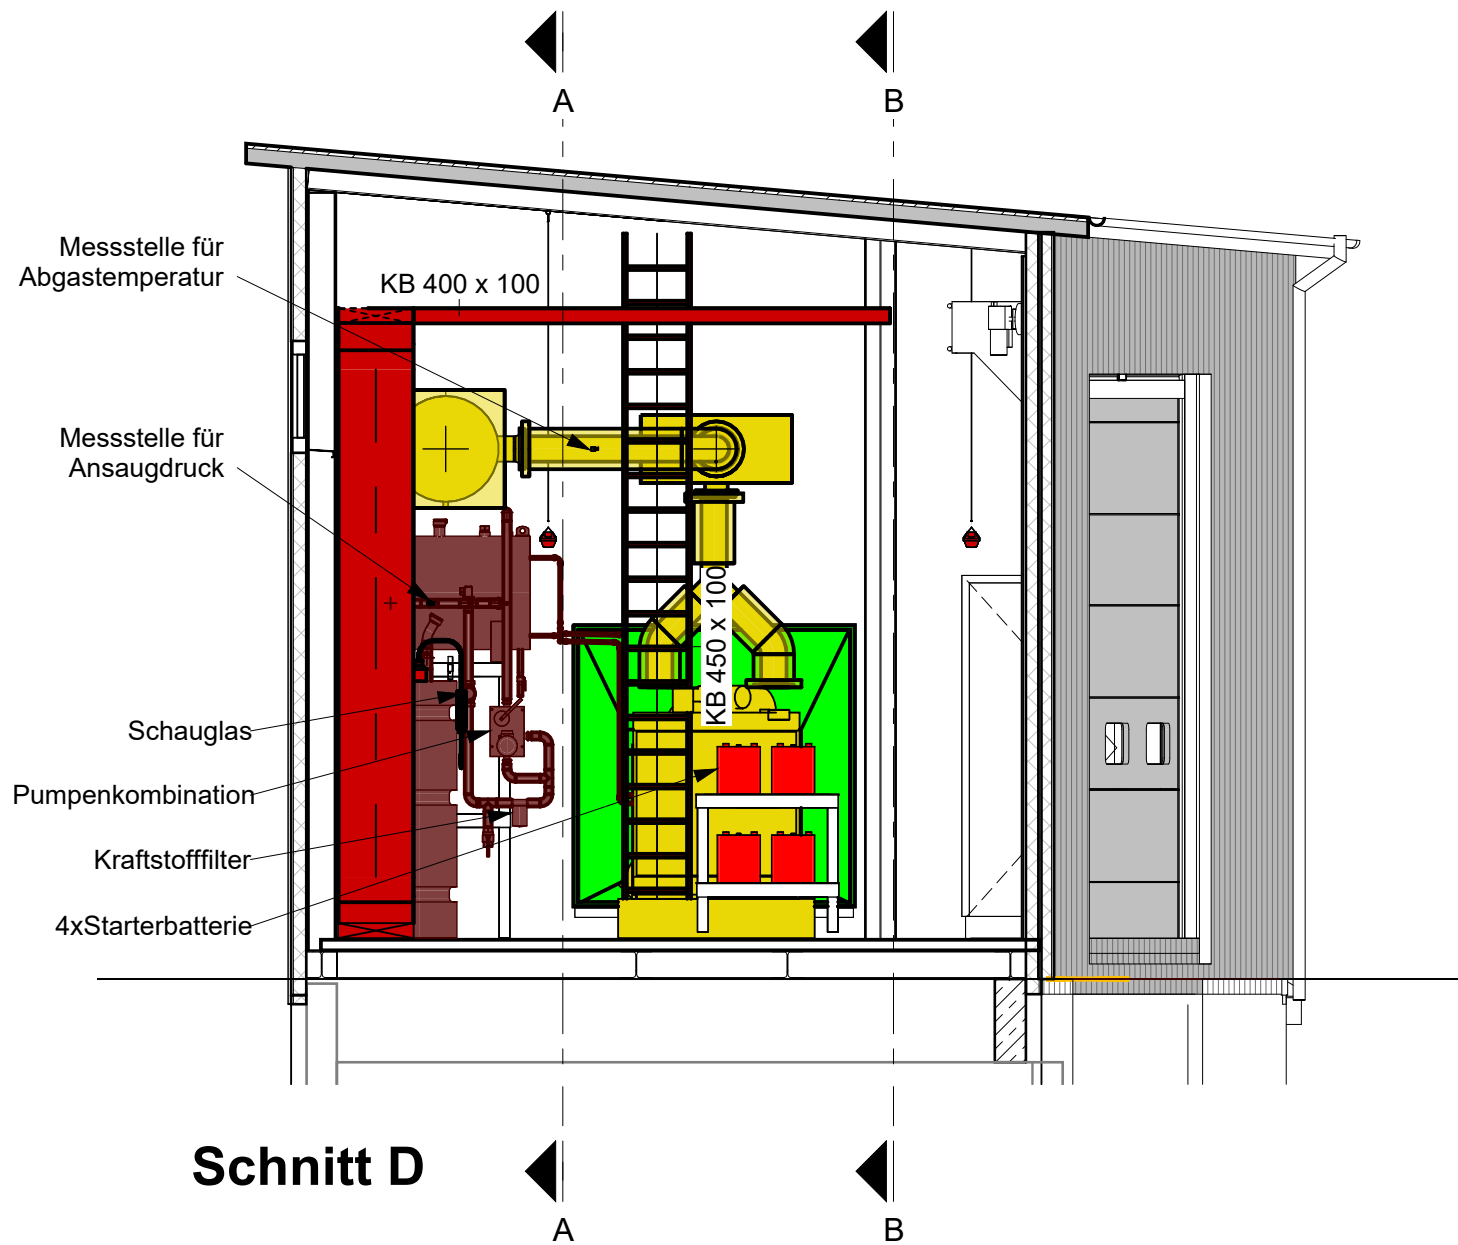 A
B
Messstelle für
Abgastemperatur
KB 400 x 100
Messstelle für
Ansaugdruck
KB 450 x 100
Schauglas
Pumpenkombination
Kraftstofffilter
4xStarterbatterie
Schnitt D
A
B